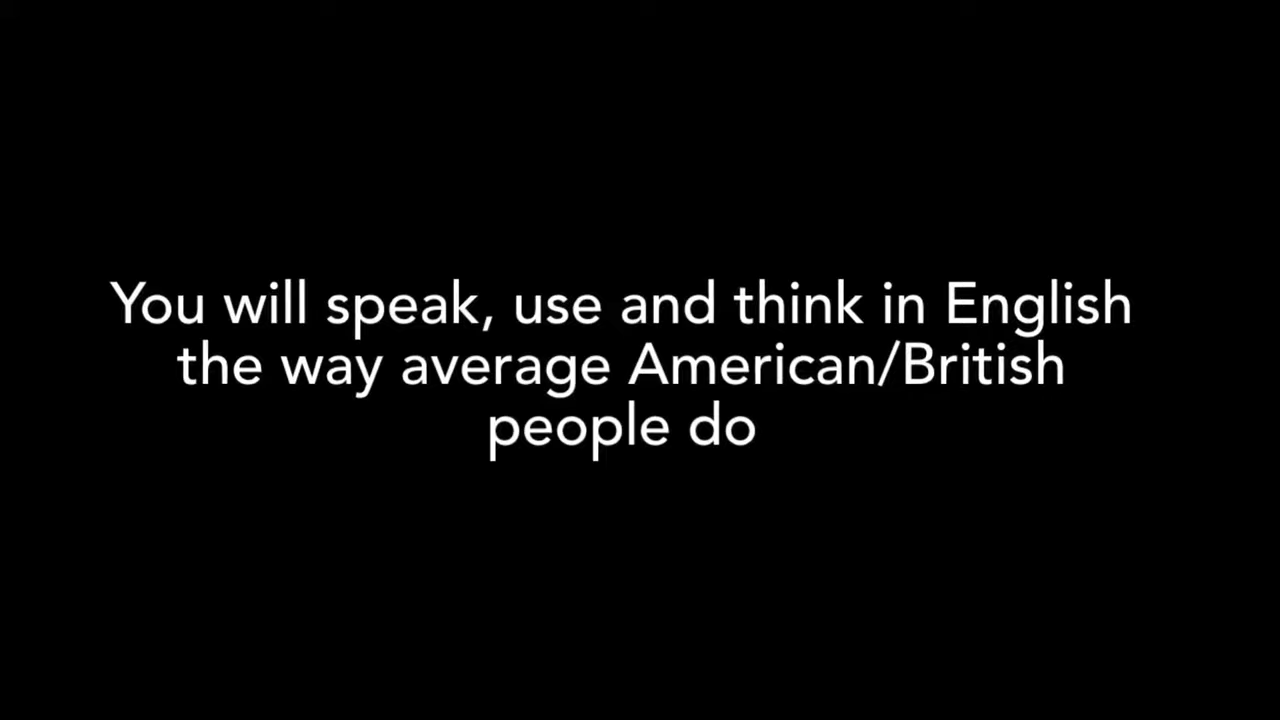 You will speak, use and think in English
the way average American/British
people do